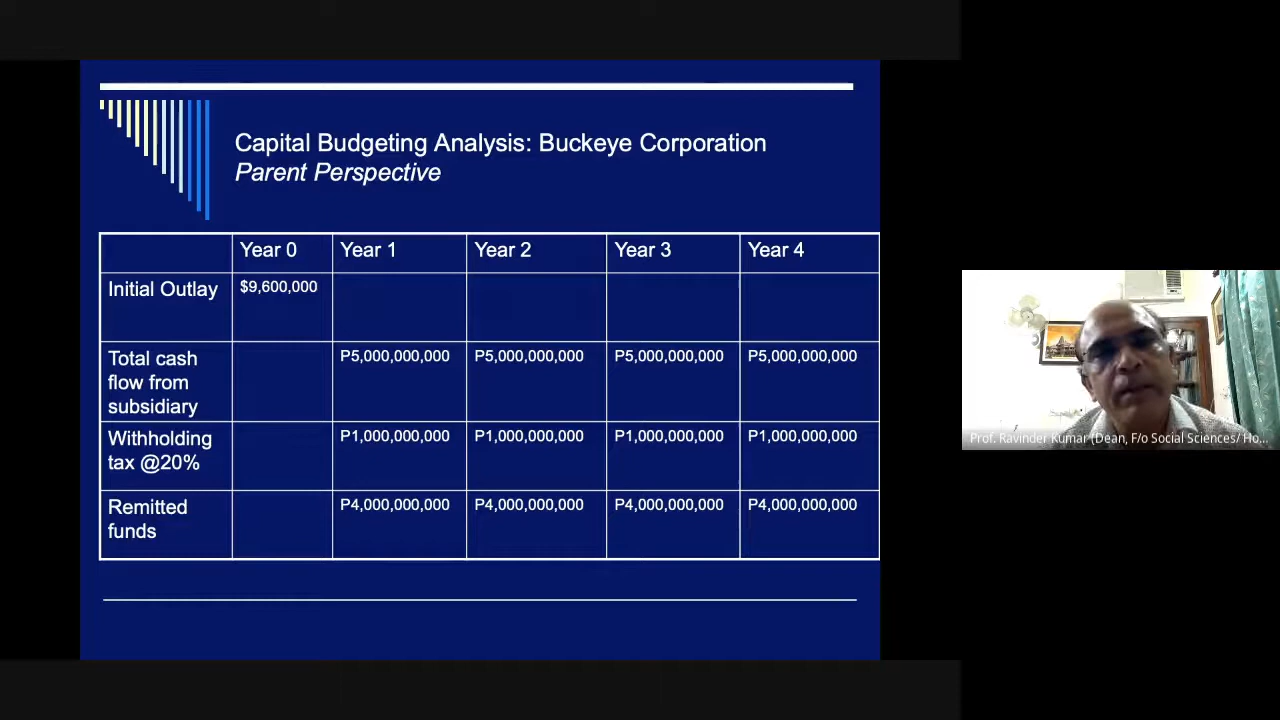 Capital Budgeting Analysis: Buckeye Corporation
Parent Perspective
Year 0 Year 1 Year 2 Year 3 Year 4
Initial Outlay $9,600,000
Total cash flow from subsidiary P5,000,000,000 P5,000,000,000 P5,000,000,000 P5,000,000,000
Withholding tax @20% P1,000,000,000 P1,000,000,000 P1,000,000,000 P1,000,000,000
Remitted funds P4,000,000,000 P4,000,000,000 P4,000,000,000 P4,000,000,000
Prof. Ravinder Kumar (Dean, F/o Social Sciences/ Ho...